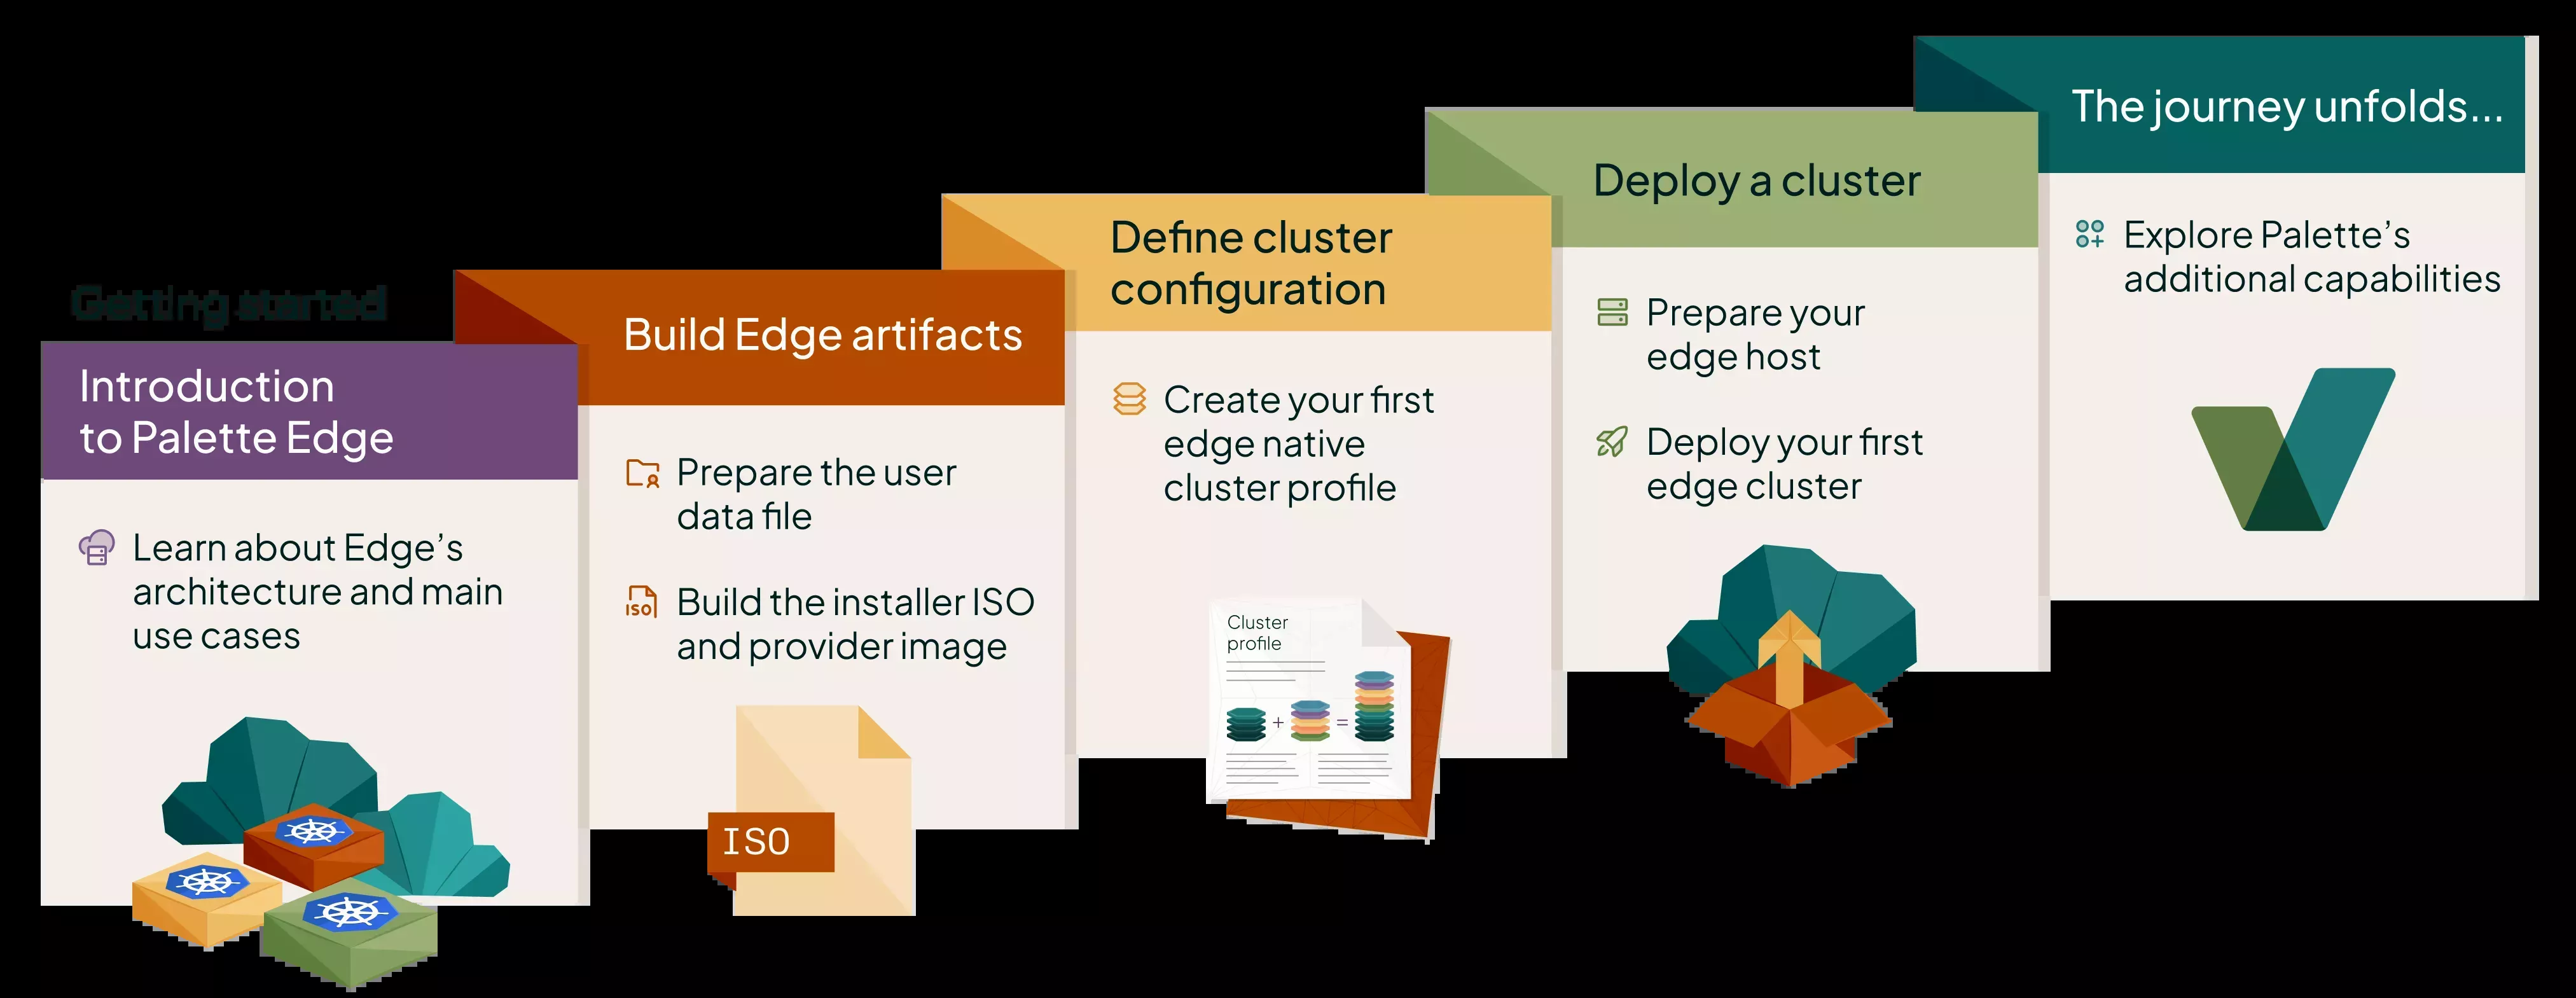 Getting started
Introduction
to Palette Edge
Learn about Edge’s
architecture and main
use cases
Build Edge artifacts
Prepare the user
data file
ISO
Build the installer ISO
and provider image
ISO
Define cluster
configuration
Create your first
edge native
cluster profile
Cluster
profile
+ =
Deploy a cluster
Prepare your
edge host
Deploy your first
edge cluster
The journey unfolds...
Explore Palette’s
additional capabilities